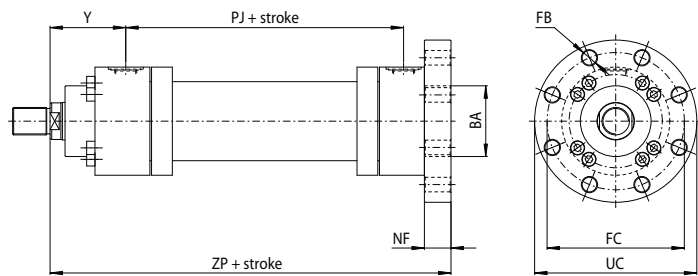 Y
PJ + stroke
FB
BA
NF
FC
ZP + stroke
UC